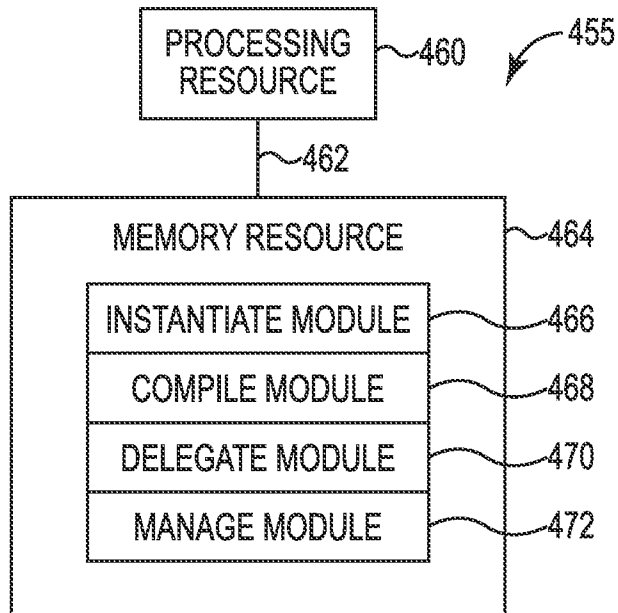 PROCESSING
RESOURCE
460
455
462
MEMORY RESOURCE
464
INSTANTIATE MODULE
466
COMPILE MODULE
468
DELEGATE MODULE
470
MANAGE MODULE
472